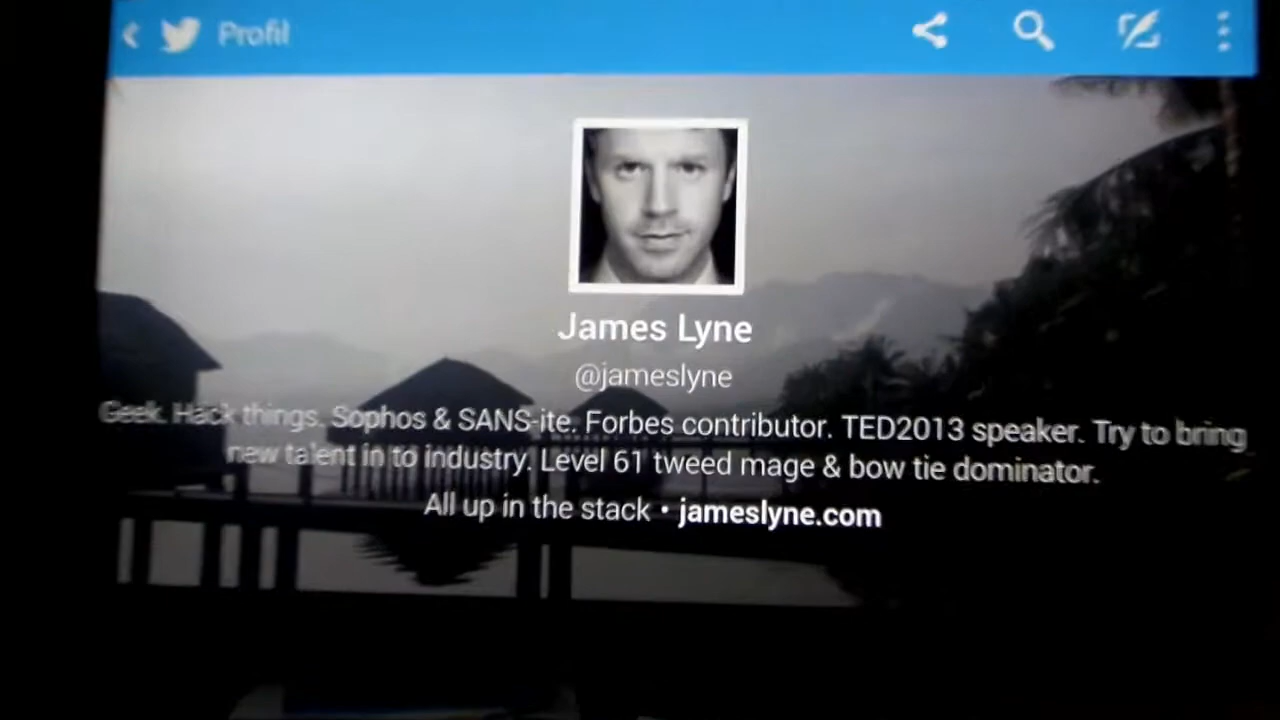 Profil
James Lyne
@jameslyne
Geek. Hack things. Sophos & SANS-ite. Forbes contributor. TED2013 speaker. Try to bring
new talent in to industry. Level 61 tweed mage & bow tie dominator.
All up in the stack • jameslyne.com